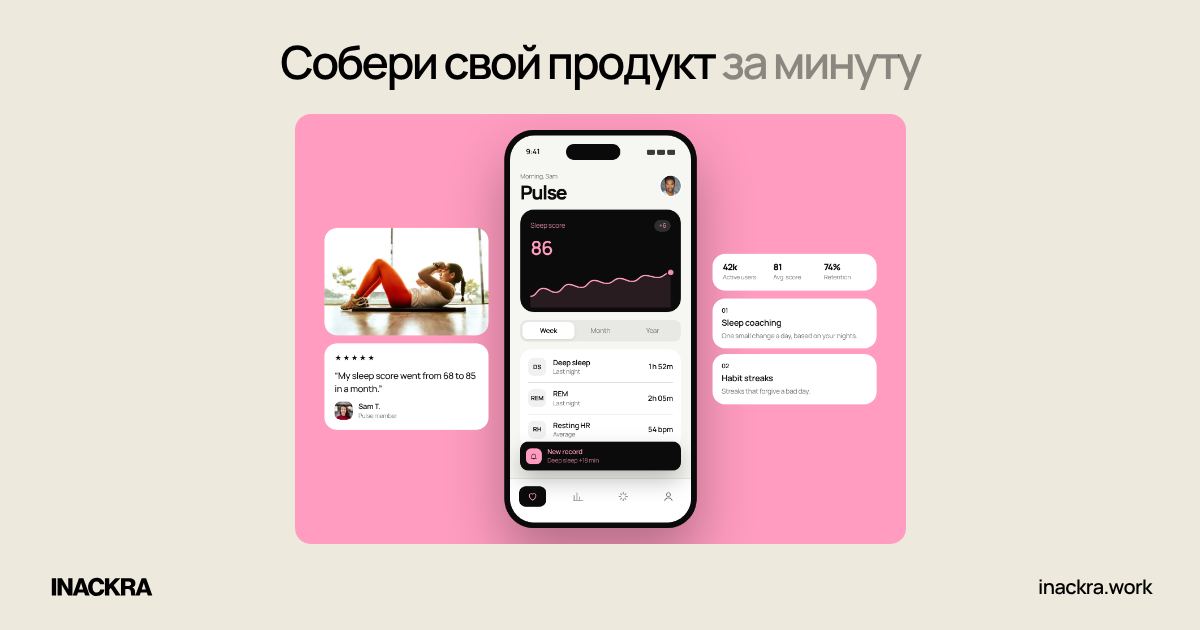 Собери свой продукт за минуту
9:41
Morning, Sam
Pulse
Sleep score
+6
86
Week Month Year
DS Deep sleep 1h 52m
Last night
REM REM 2h 05m
Last night
RH Resting HR 54 bpm
Average
New record
Deep sleep +18 min
★★★★★
"My sleep score went from 68 to 85
in a month."
Sam T.
Pulse member
42k 81 74%
Active users Avg. score Retention
01
Sleep coaching
One small change a day, based on your nights.
02
Habit streaks
Streaks that forgive a bad day.
INACKRA
inackra.work